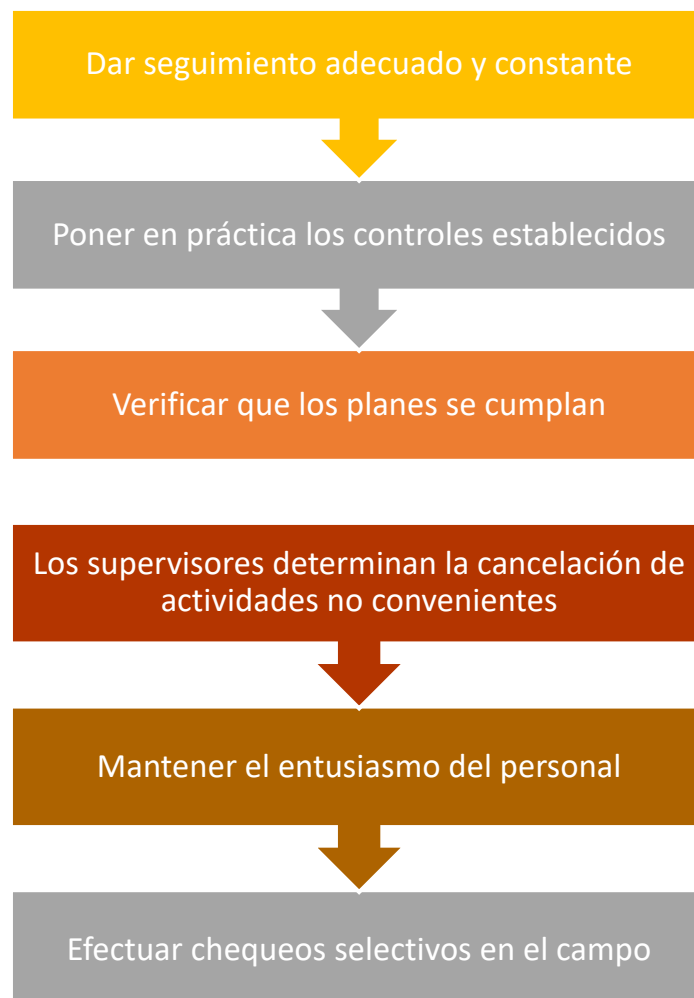 Dar seguimiento adecuado y constante
Poner en práctica los controles establecidos
Verificar que los planes se cumplan
Los supervisores determinan la cancelación de
actividades no convenientes
Mantener el entusiasmo del personal
Efectuar chequeos selectivos en el campo